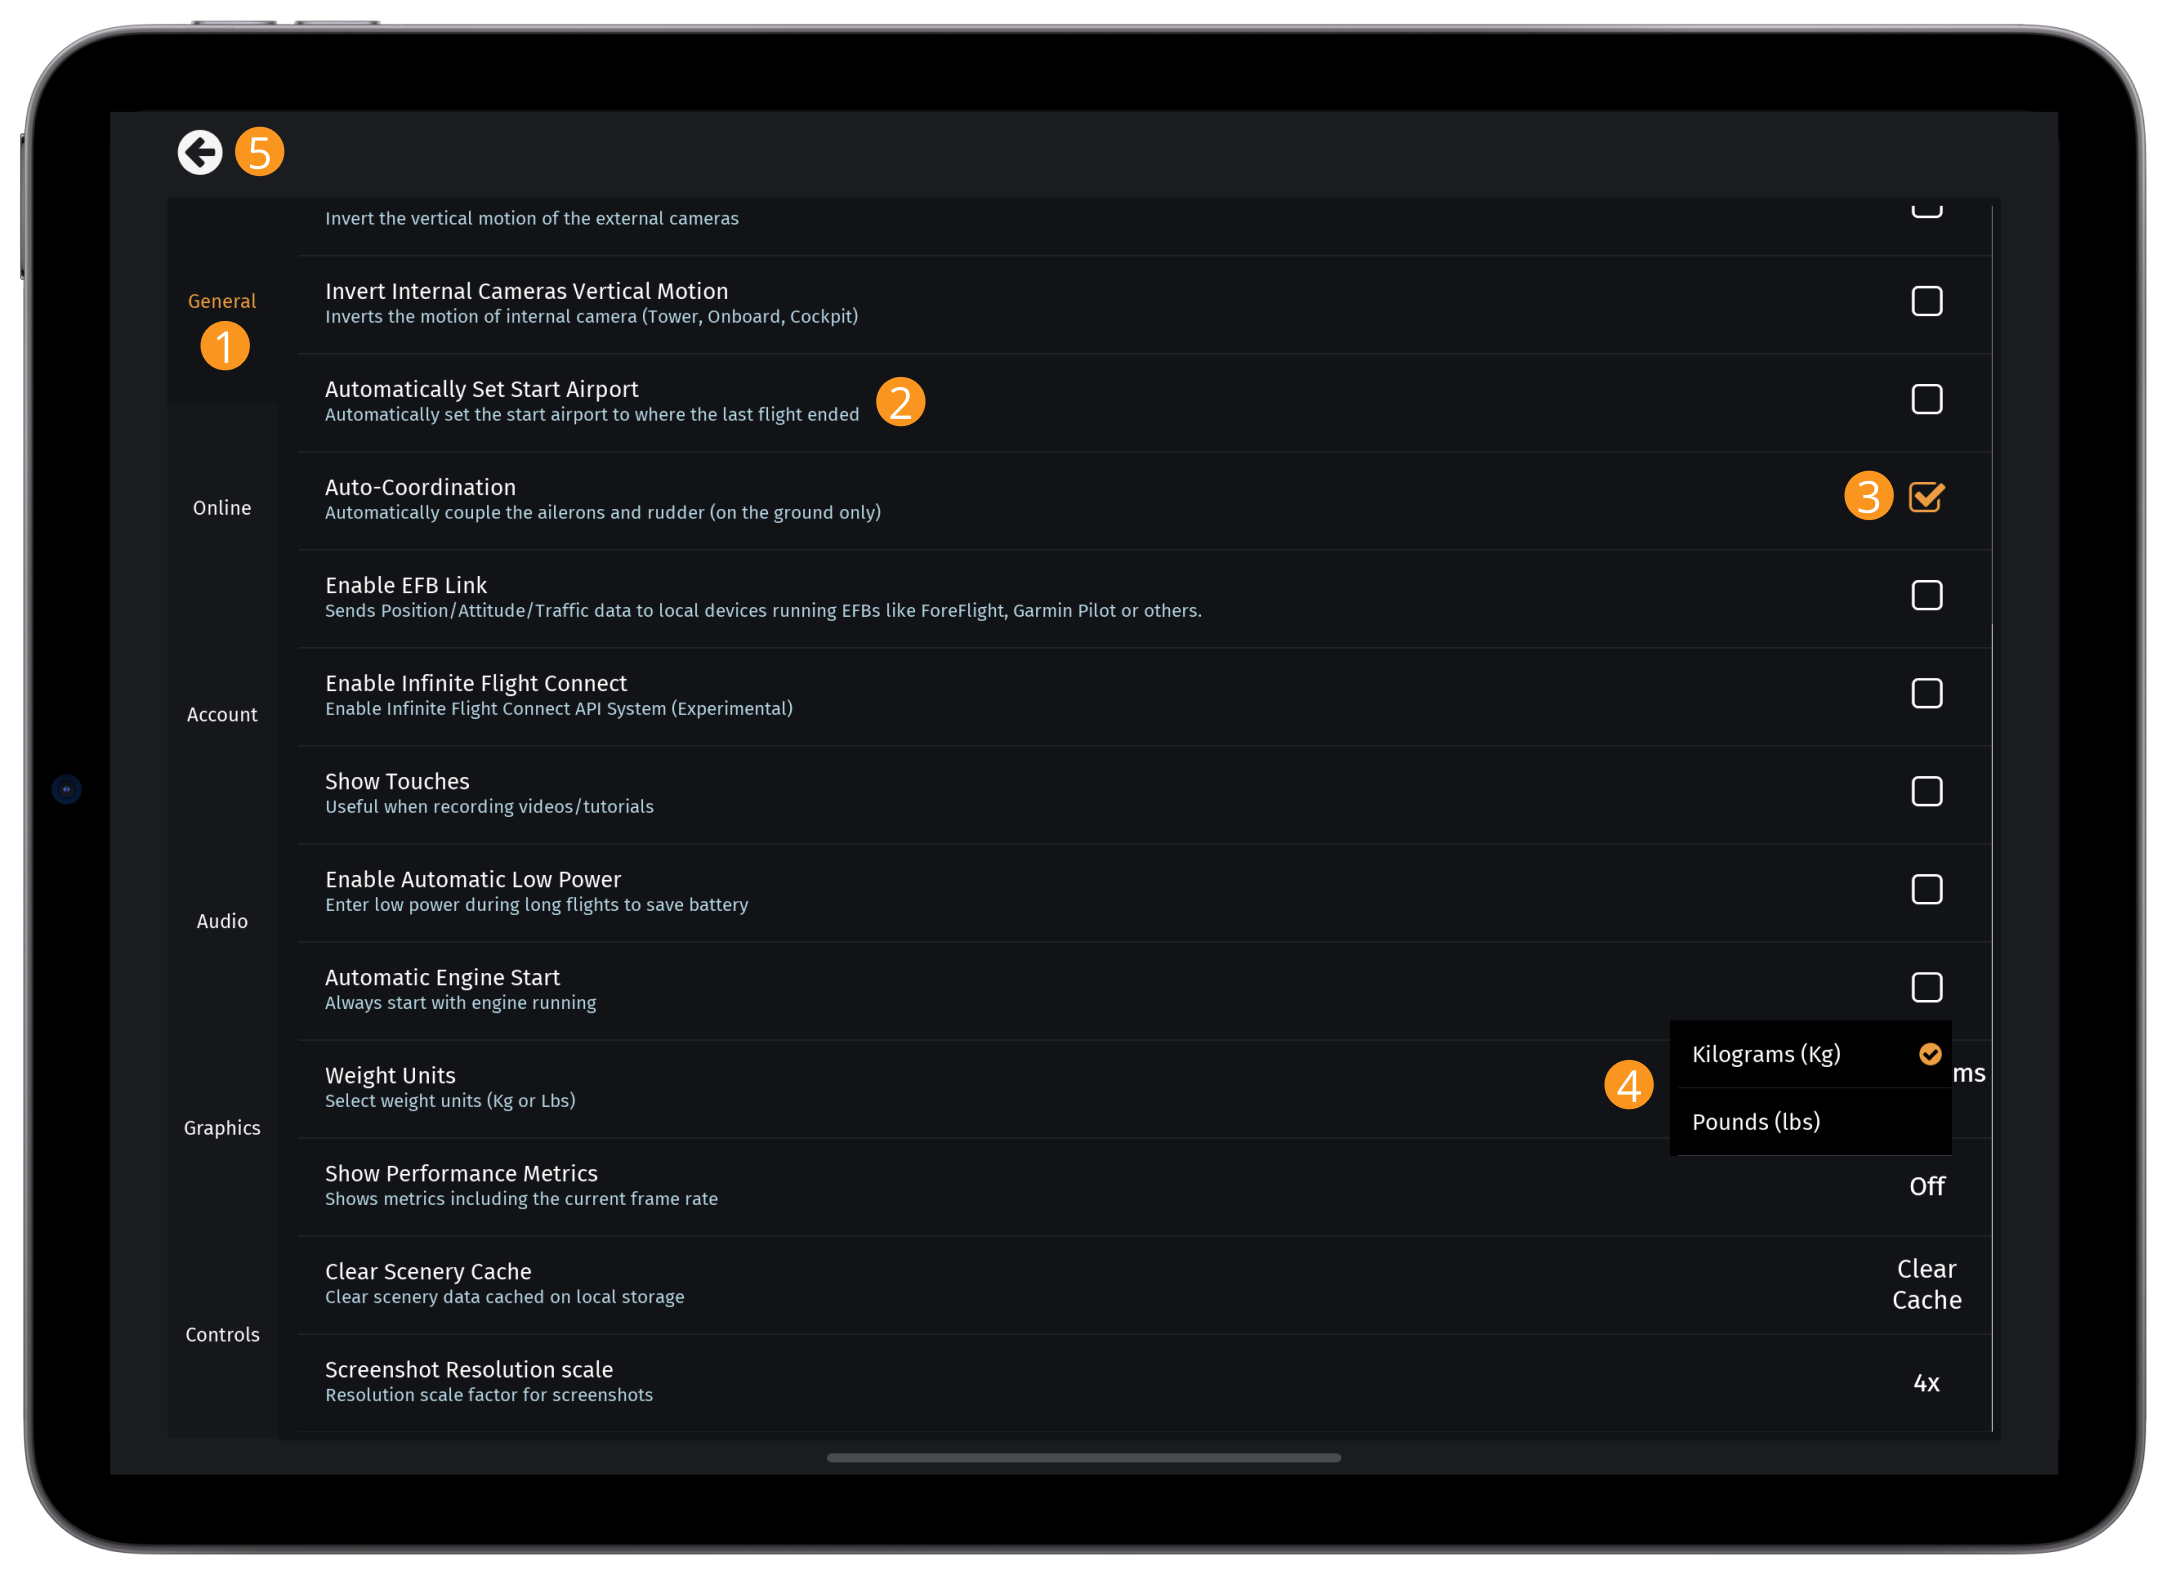 5
Invert the vertical motion of the external cameras
General
1
Invert Internal Cameras Vertical Motion
Inverts the motion of internal camera (Tower, Onboard, Cockpit)
Automatically Set Start Airport
Automatically set the start airport to where the last flight ended
2
Online
Auto-Coordination
Automatically couple the ailerons and rudder (on the ground only)
3
Enable EFB Link
Sends Position/Attitude/Traffic data to local devices running EFBs like ForeFlight, Garmin Pilot or others.
Account
Enable Infinite Flight Connect
Enable Infinite Flight Connect API System (Experimental)
Show Touches
Useful when recording videos/tutorials
Audio
Enable Automatic Low Power
Enter low power during long flights to save battery
Automatic Engine Start
Always start with engine running
Graphics
Weight Units
Select weight units (Kg or Lbs)
4
Kilograms (Kg)
ms
Pounds (lbs)
Show Performance Metrics
Shows metrics including the current frame rate
Off
Controls
Clear Scenery Cache
Clear scenery data cached on local storage
Clear
Cache
Screenshot Resolution scale
Resolution scale factor for screenshots
4x